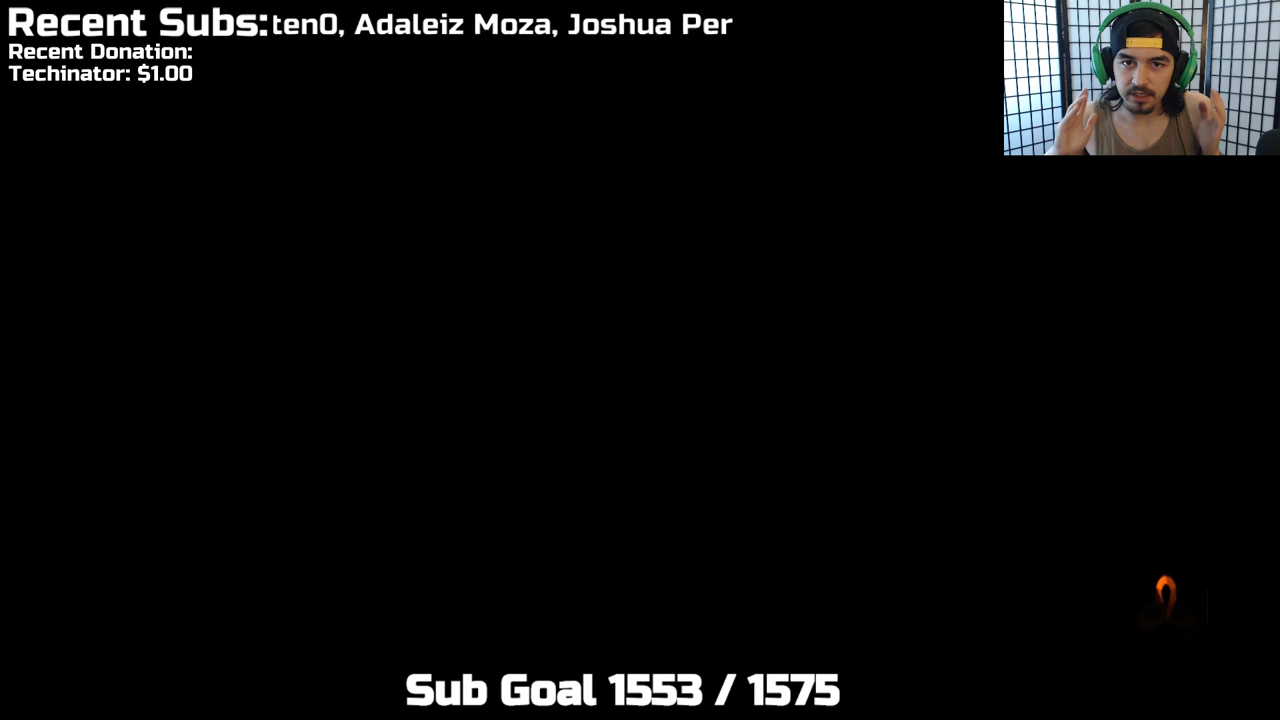 Recent Subs: ten0, Adaleiz Moza, Joshua Per
Recent Donation:
Techinator: $1.00
Sub Goal 1553 / 1575